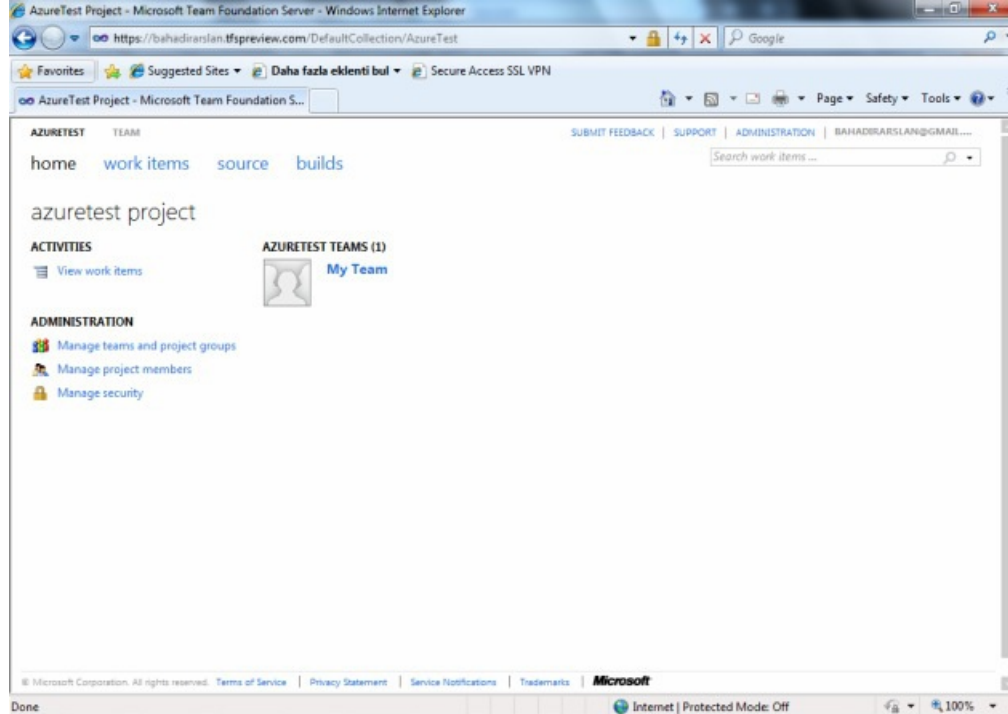 AzureTest Project - Microsoft Team Foundation Server - Windows Internet Explorer
https://bahadirarslan.tfspreview.com/DefaultCollection/AzureTest
Google
Favorites
Suggested Sites
Daha fazla eklenti bul
Secure Access SSL VPN
AzureTest Project - Microsoft Team Foundation S...
Page
Safety
Tools
AZURETEST
TEAM
SUBMIT FEEDBACK | SUPPORT | ADMINISTRATION | BAHADIRARSLAN@GMAIL....
home
work items
source
builds
Search work items ...
azuretest project
ACTIVITIES
View work items
AZURETEST TEAMS (1)
My Team
ADMINISTRATION
Manage teams and project groups
Manage project members
Manage security
© Microsoft Corporation. All rights reserved. Terms of Service | Privacy Statement | Service Notifications | Trademarks | Microsoft
Done
Internet | Protected Mode: Off
100%